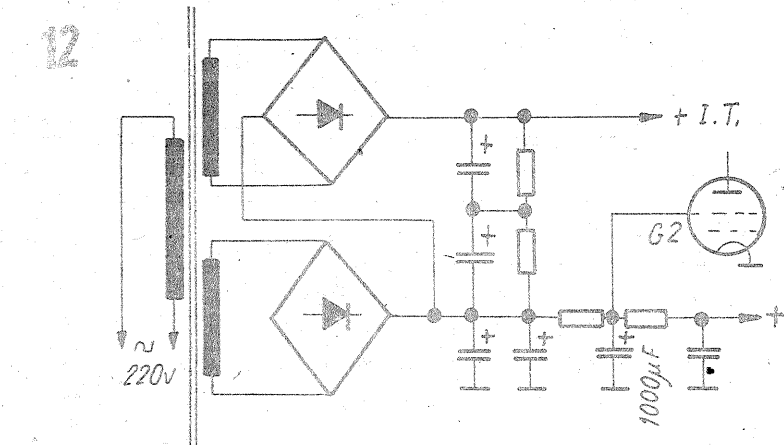 12
+ I.T.
+
G2
+
+
+
~
220V
+
+
+
1000μF